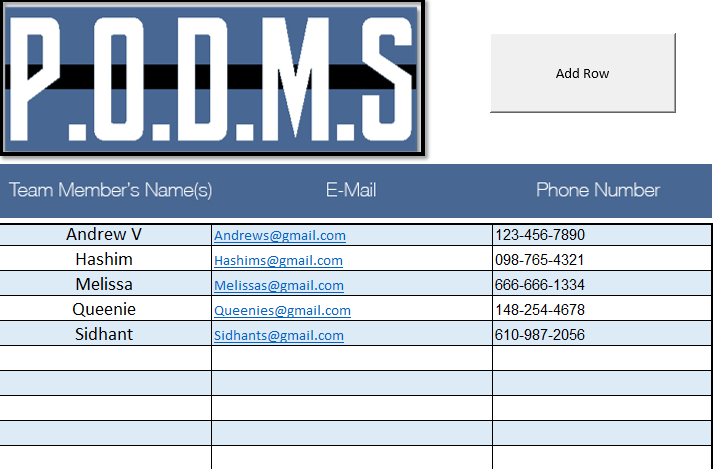 P.O.D.M.S
Add Row
Team Member's Name(s) E-Mail Phone Number
Andrew V Andrews@gmail.com 123-456-7890
Hashim Hashims@gmail.com 098-765-4321
Melissa Melissas@gmail.com 666-666-1334
Queenie Queenies@gmail.com 148-254-4678
Sidhant Sidhants@gmail.com 610-987-2056